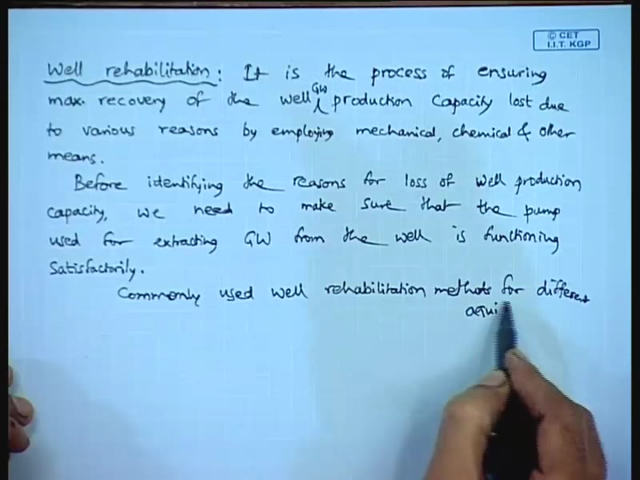 © CET
I.I.T. KGP
Well rehabilitation: It is the process of ensuring
max. recovery of the well GW production capacity lost due
to various reasons by employing mechanical, chemical & other
means.
Before identifying the reasons for loss of well production
capacity, we need to make sure that the pump
used for extracting GW from the well is functioning
satisfactorily.
Commonly used well rehabilitation methods for different
aqui